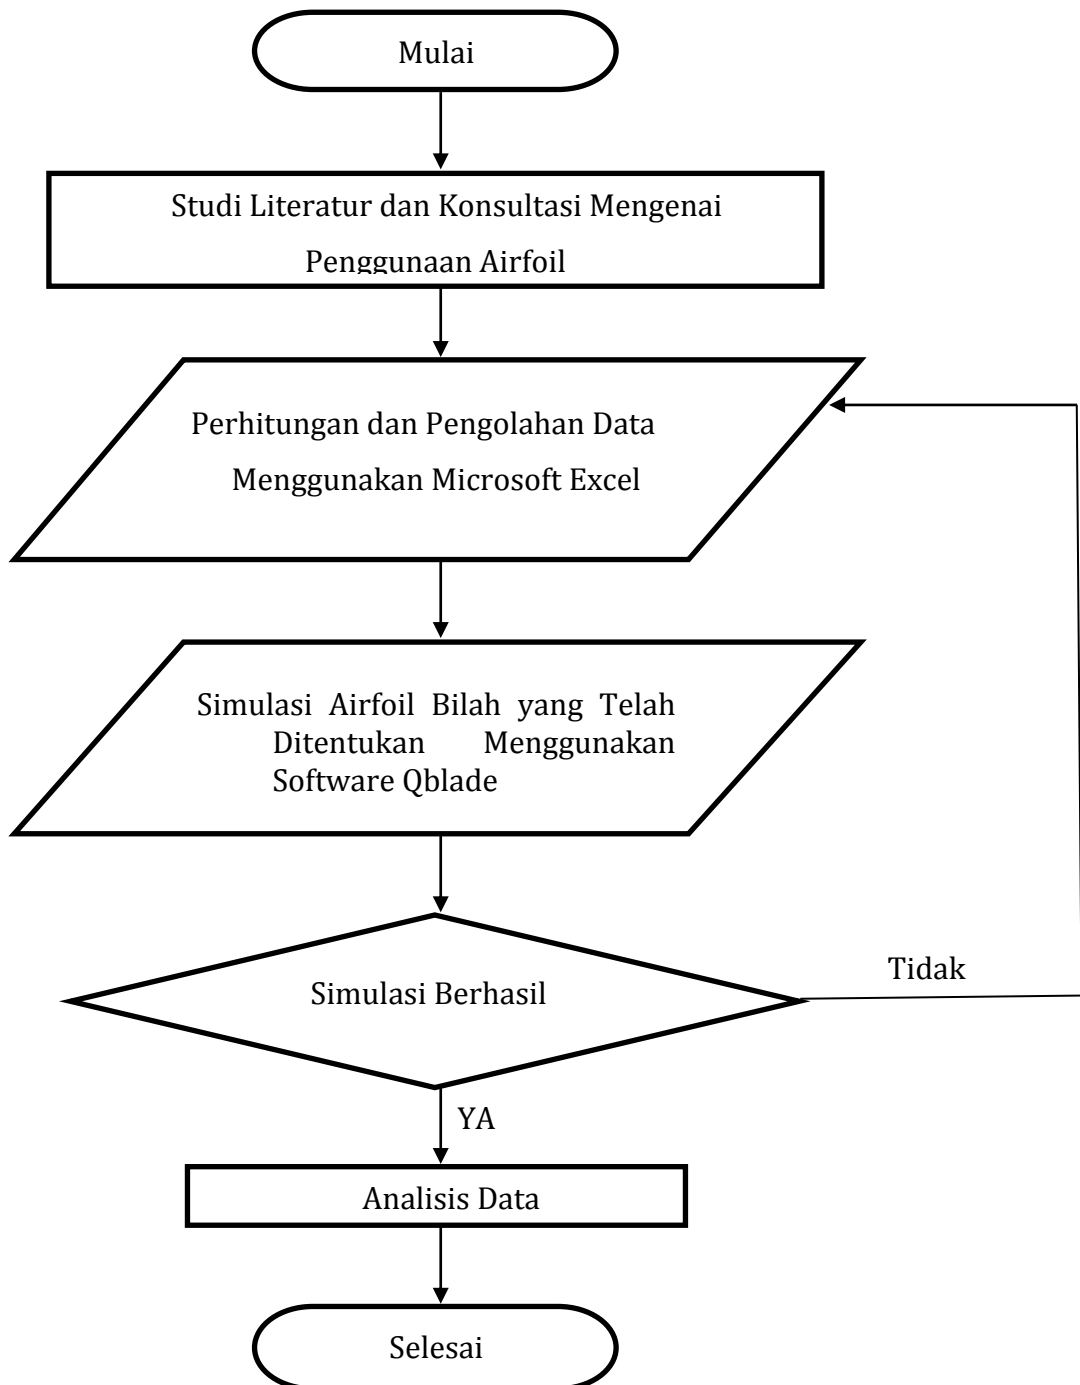 Mulai
Studi Literatur dan Konsultasi Mengenai
Penggunaan Airfoil
Perhitungan dan Pengolahan Data
Menggunakan Microsoft Excel
Simulasi Airfoil Bilah yang Telah
Ditentukan Menggunakan
Software Qblade
Simulasi Berhasil
Tidak
YA
Analisis Data
Selesai